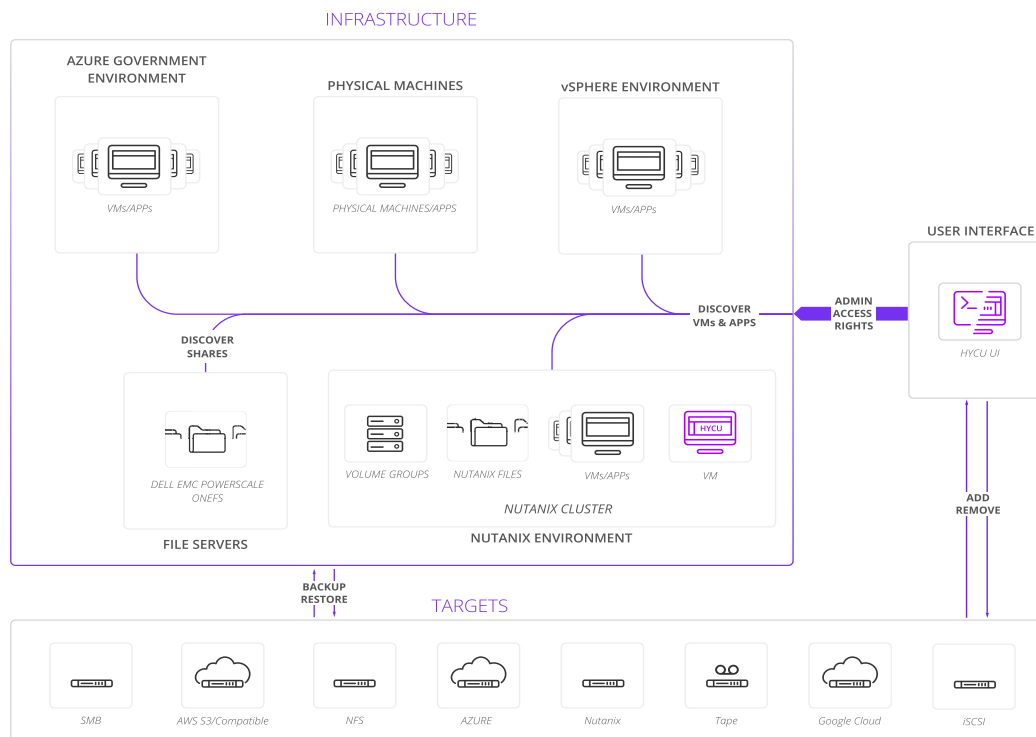 INFRASTRUCTURE
AZURE GOVERNMENT
ENVIRONMENT
PHYSICAL MACHINES
vSPHERE ENVIRONMENT
VMs/APPs
PHYSICAL MACHINES/APPS
VMs/APPs
USER INTERFACE
HYCU UI
DISCOVER
VMs & APPS
ADMIN
ACCESS
RIGHTS
DISCOVER
SHARES
DELL EMC POWERSCALE
ONEFS
FILE SERVERS
VOLUME GROUPS
NUTANIX FILES
VMs/APPs
HYCU
VM
NUTANIX CLUSTER
NUTANIX ENVIRONMENT
ADD
REMOVE
BACKUP
RESTORE
TARGETS
SMB
AWS S3/Compatible
NFS
AZURE
Nutanix
Tape
Google Cloud
iSCSI